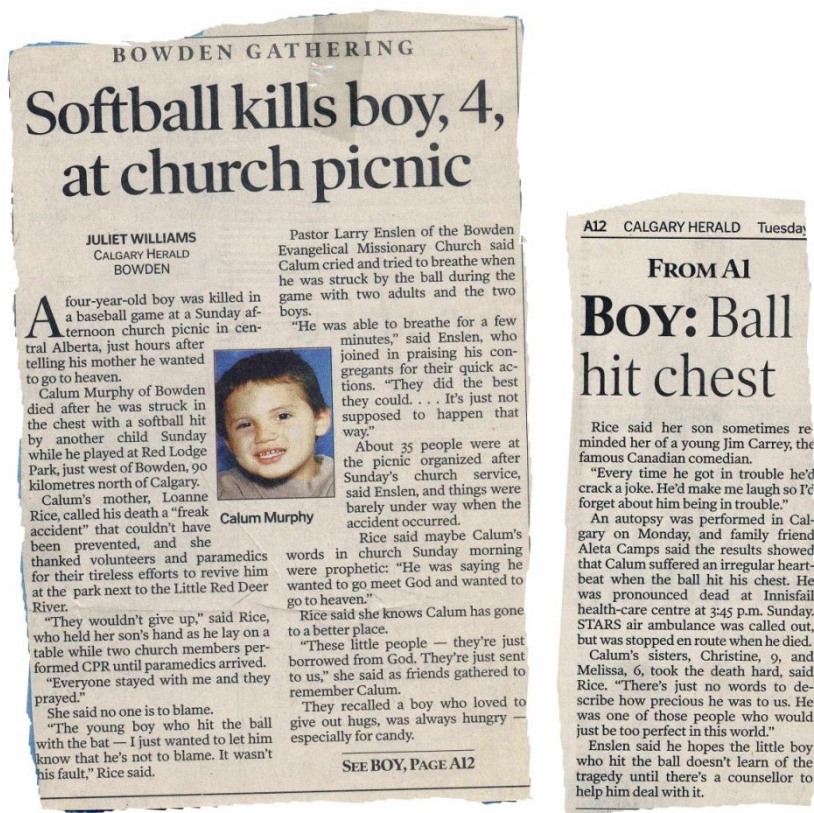 BOWDEN GATHERING
Softball kills boy, 4,
at church picnic
JULIET WILLIAMS
CALGARY HERALD
BOWDEN
A four-year-old boy was killed in
a baseball game at a Sunday af-
ternoon church picnic in cen-
tral Alberta, just hours after
telling his mother he wanted
to go to heaven.
Calum Murphy of Bowden
died after he was struck in
the chest with a softball hit
by another child Sunday
while he played at Red Lodge
Park, just west of Bowden, 90
kilometres north of Calgary.
Calum's mother, Loanne
Rice, called his death a “freak
accident” that couldn't have
been prevented, and she
thanked volunteers and paramedics
for their tireless efforts to revive him
at the park next to the Little Red Deer
River.
“They wouldn't give up,” said Rice,
who held her son's hand as he lay on a
table while two church members per-
formed CPR until paramedics arrived.
“Everyone stayed with me and they
prayed.”
She said no one is to blame.
“The young boy who hit the ball
with the bat — I just wanted to let him
know that he's not to blame. It wasn't
his fault,” Rice said.
Calum Murphy
Pastor Larry Enslen of the Bowden
Evangelical Missionary Church said
Calum cried and tried to breathe when
he was struck by the ball during the
game with two adults and the two
boys.
“He was able to breathe for a few
minutes,” said Enslen, who
joined in praising his con-
gregants for their quick ac-
tions. “They did the best
they could. . . . It's just not
supposed to happen that
way.”
About 35 people were at
the picnic organized after
Sunday's church service,
said Enslen, and things were
barely under way when the
accident occurred.
Rice said maybe Calum's
words in church Sunday morning
were prophetic: “He was saying he
wanted to go meet God and wanted to
go to heaven.”
Rice said she knows Calum has gone
to a better place.
“These little people — they're just
borrowed from God. They're just sent
to us,” she said as friends gathered to
remember Calum.
They recalled a boy who loved to
give out hugs, was always hungry —
especially for candy.
SEE BOY, PAGE A12
A12 CALGARY HERALD Tuesday
FROM A1
BOY: Ball
hit chest
Rice said her son sometimes re-
minded her of a young Jim Carrey, the
famous Canadian comedian.
“Every time he got in trouble he'd
crack a joke. He'd make me laugh so I'd
forget about him being in trouble.”
An autopsy was performed in Cal-
gary on Monday, and family friend
Aleta Camps said the results showed
that Calum suffered an irregular heart-
beat when the ball hit his chest. He
was pronounced dead at Innisfail
health-care centre at 3:45 p.m. Sunday.
STARS air ambulance was called out,
but was stopped en route when he died.
Calum's sisters, Christine, 9, and
Melissa, 6, took the death hard, said
Rice. “There's just no words to de-
scribe how precious he was to us. He
was one of those people who would
just be too perfect in this world.”
Enslen said he hopes the little boy
who hit the ball doesn't learn of the
tragedy until there's a counsellor to
help him deal with it.